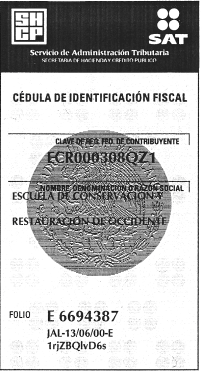 SHCP
SAT
Servicio de Administración Tributaria
SECRETARIA DE HACIENDA Y CREDITO PUBLICO
CÉDULA DE IDENTIFICACIÓN FISCAL
CLAVE DE REG. FED. DE CONTRIBUYENTE
ECR000308QZ1
NOMBRE, DENOMINACION O RAZON SOCIAL
ESCUELA DE CONSERVACION Y
RESTAURACION DE OCCIDENTE
FOLIO E 6694387
JAL-13/06/00-E
1rjZBQlvD6s